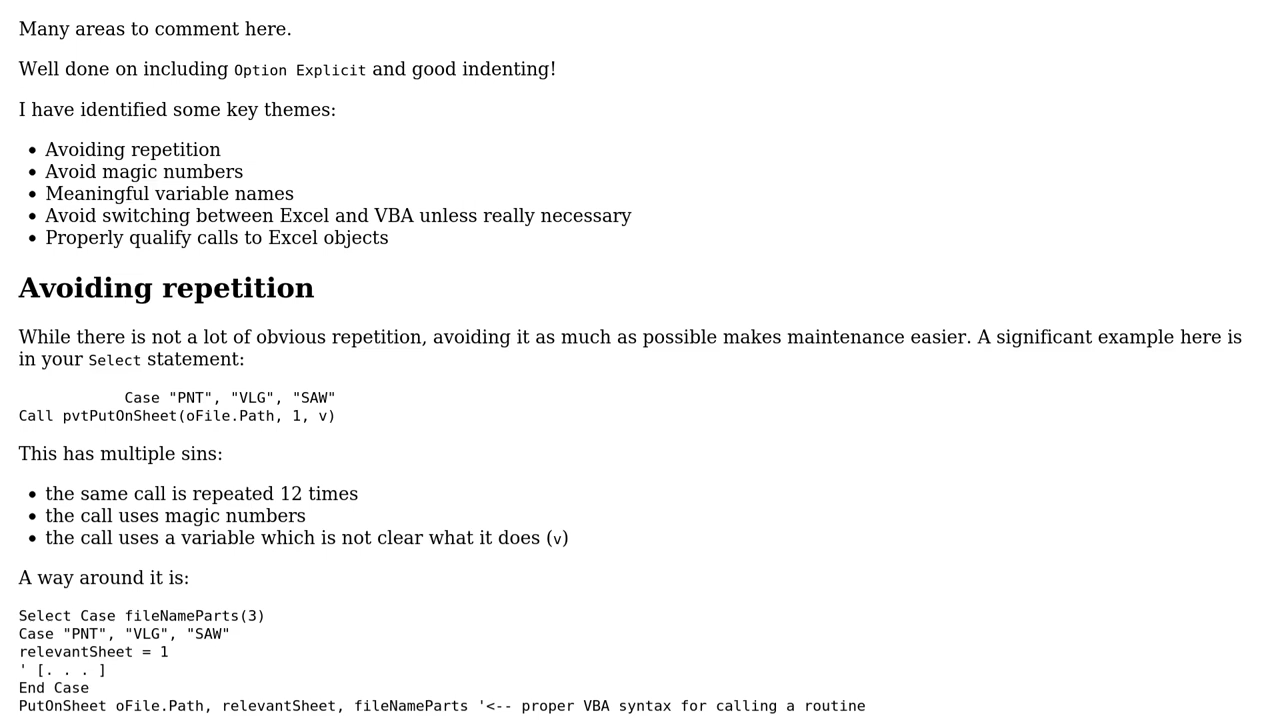 Many areas to comment here.
Well done on including Option Explicit and good indenting!
I have identified some key themes:
• Avoiding repetition
• Avoid magic numbers
• Meaningful variable names
• Avoid switching between Excel and VBA unless really necessary
• Properly qualify calls to Excel objects
Avoiding repetition
While there is not a lot of obvious repetition, avoiding it as much as possible makes maintenance easier. A significant example here is
in your Select statement:
Case "PNT", "VLG", "SAW"
Call pvtPutOnSheet(oFile.Path, 1, v)
This has multiple sins:
• the same call is repeated 12 times
• the call uses magic numbers
• the call uses a variable which is not clear what it does (v)
A way around it is:
Select Case fileNameParts(3)
Case "PNT", "VLG", "SAW"
relevantSheet = 1
' [. . . ]
End Case
PutOnSheet oFile.Path, relevantSheet, fileNameParts '<-- proper VBA syntax for calling a routine